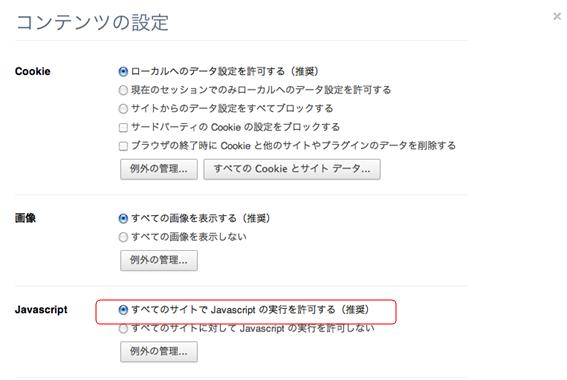 コンテンツの設定
×
Cookie
ローカルへのデータ設定を許可する（推奨）
現在のセッションでのみローカルへのデータ設定を許可する
サイトからのデータ設定をすべてブロックする
サードパーティの Cookie の設定をブロックする
ブラウザの終了時に Cookie と他のサイトやプラグインのデータを削除する
例外の管理... すべての Cookie とサイト データ...
画像
すべての画像を表示する（推奨）
すべての画像を表示しない
例外の管理...
Javascript
すべてのサイトで Javascript の実行を許可する（推奨）
すべてのサイトに対して Javascript の実行を許可しない
例外の管理...